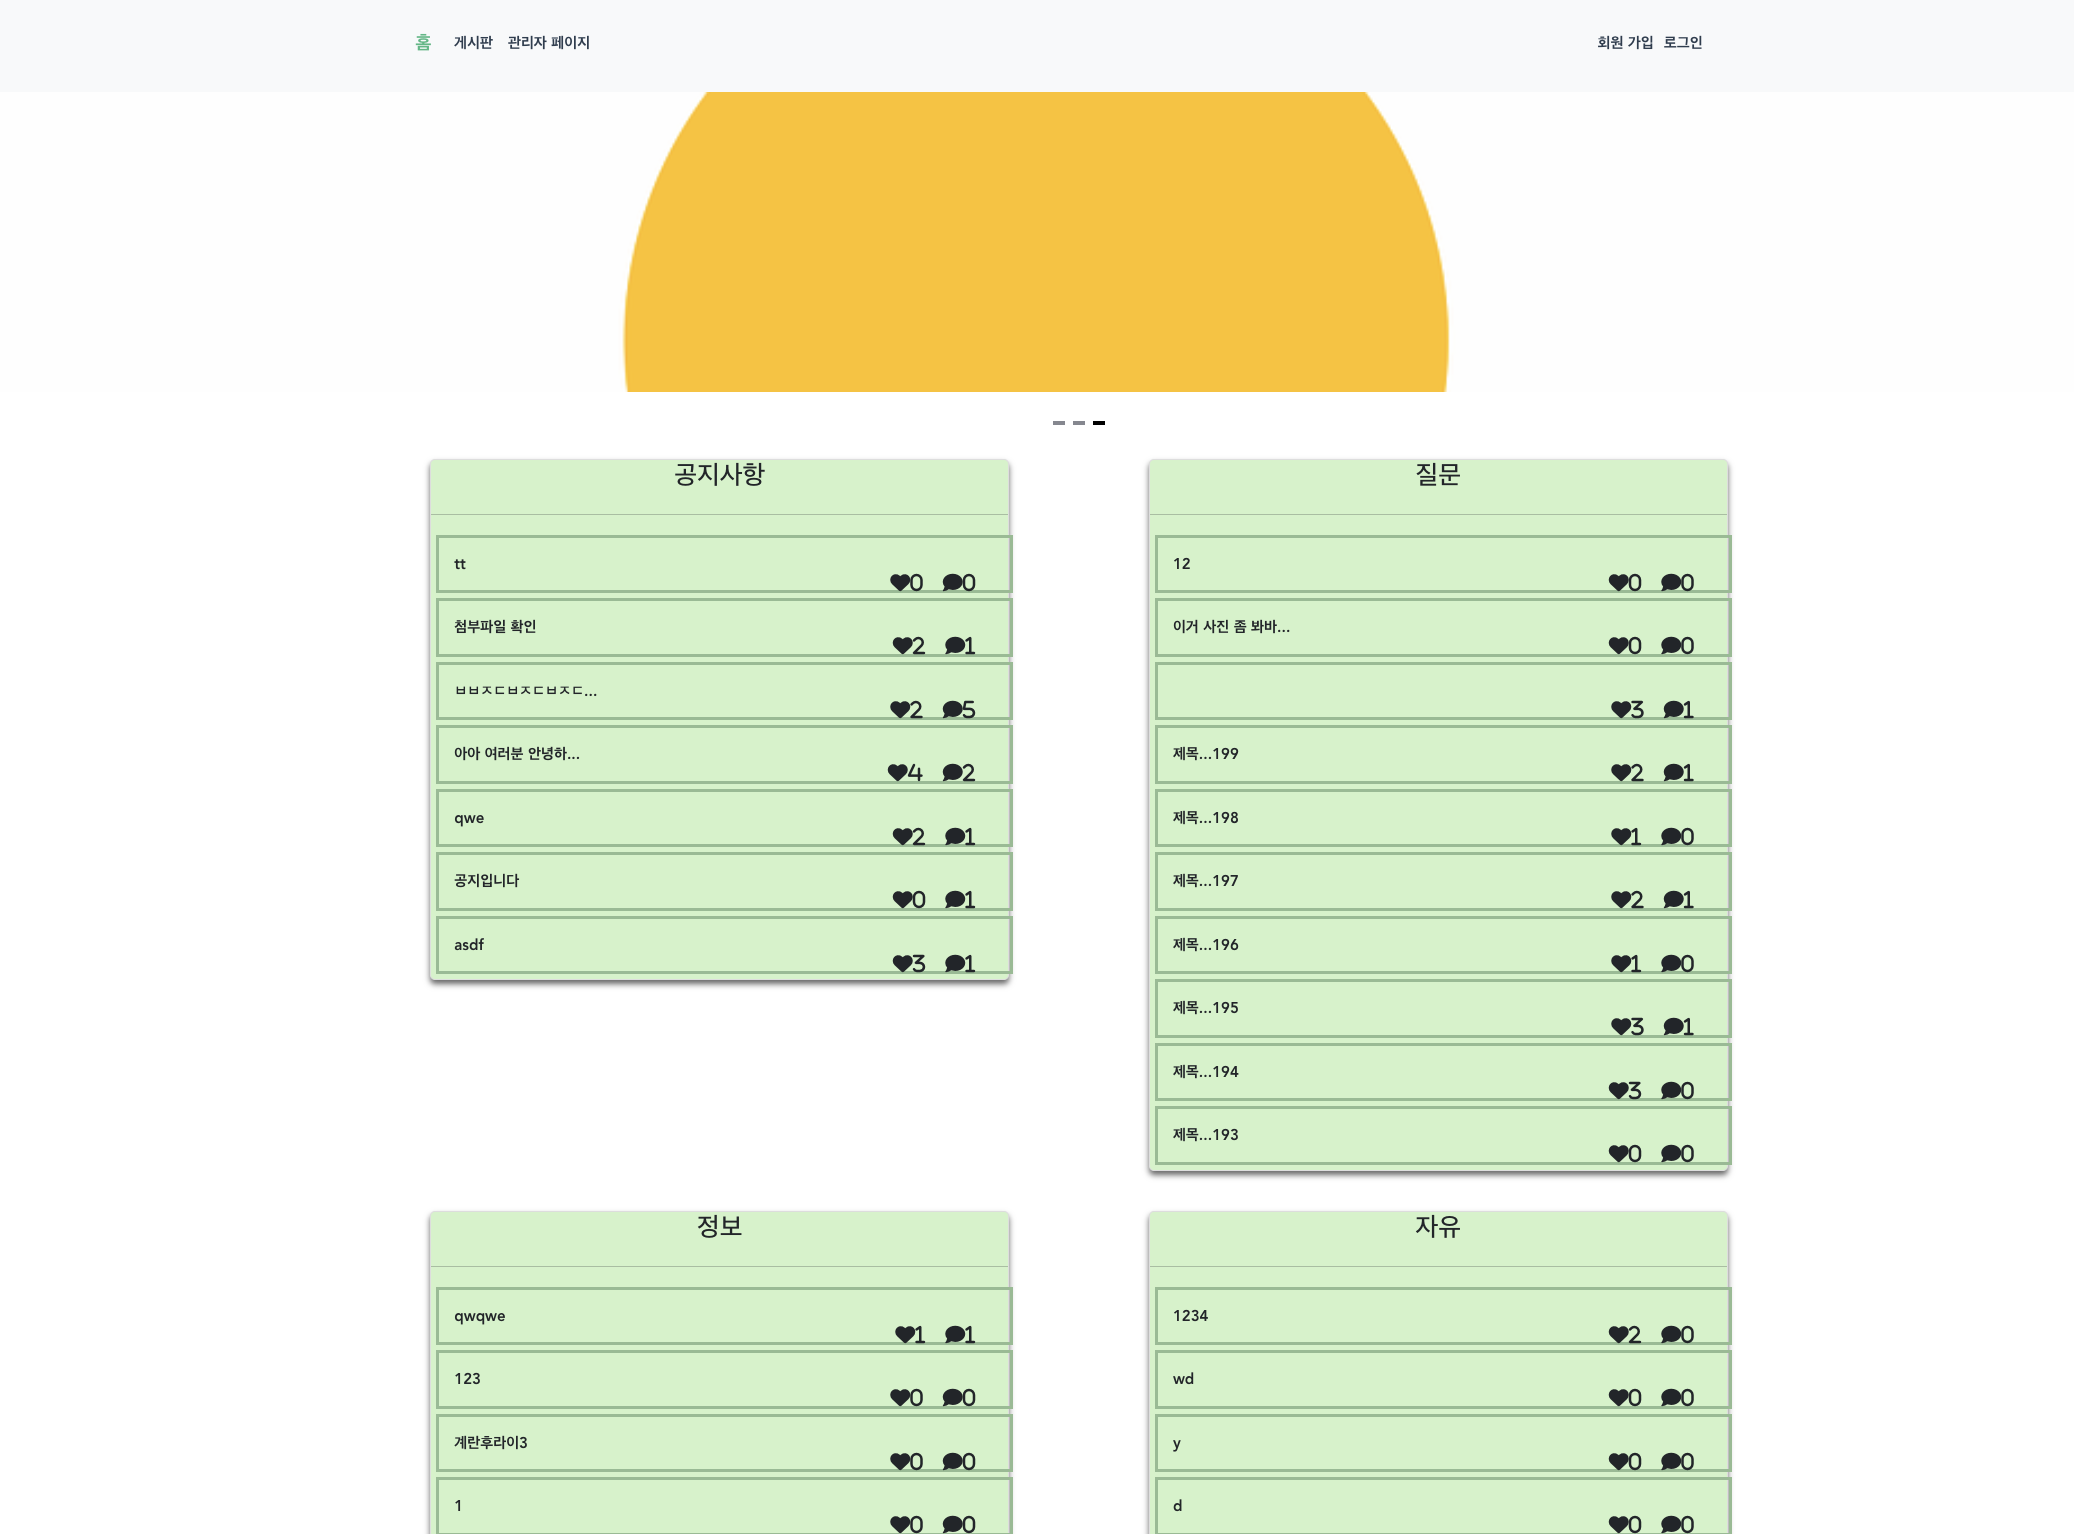 홈 게시판 관리자 페이지 회원 가입 로그인
공지사항
tt
0 0
첨부파일 확인
2 1
ㅂㅂㅈㄷㅂㅈㄷㅂㅈㄷ...
2 5
아아 여러분 안녕하...
4 2
qwe
2 1
공지입니다
0 1
asdf
3 1
질문
12
0 0
이거 사진 좀 봐바...
0 0
3 1
제목...199
2 1
제목...198
1 0
제목...197
2 1
제목...196
1 0
제목...195
3 1
제목...194
3 0
제목...193
0 0
정보
qwqwe
1 1
123
0 0
계란후라이3
0 0
1
0 0
자유
1234
2 0
wd
0 0
y
0 0
d
0 0